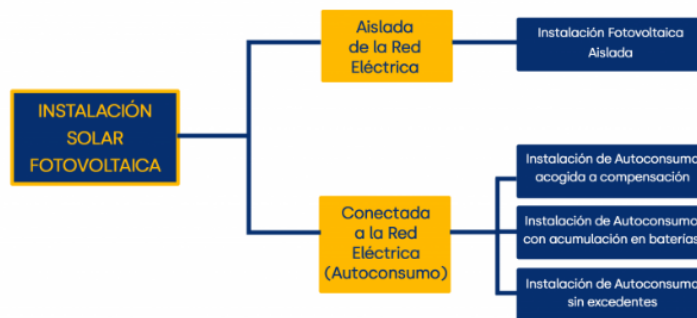 INSTALACIÓN
SOLAR
FOTOVOLTAICA
Aislada
de la Red
Eléctrica
Instalación Fotovoltaica
Aislada
Conectada
a la Red
Eléctrica
(Autoconsumo)
Instalación de Autoconsumo
acogida a compensación
Instalación de Autoconsumo
con acumulación en baterías
Instalación de Autoconsumo
sin excedentes